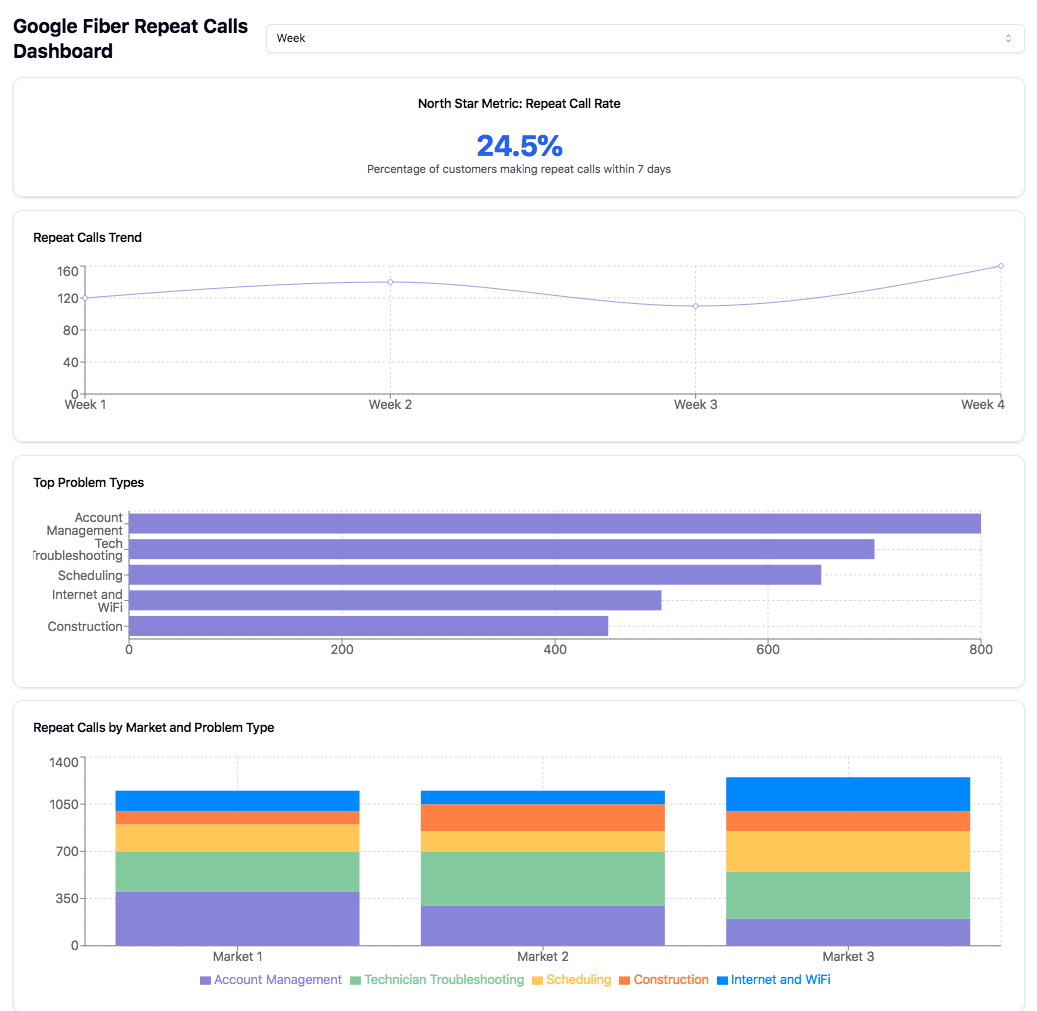 Google Fiber Repeat Calls
Dashboard
Week
North Star Metric: Repeat Call Rate
24.5%
Percentage of customers making repeat calls within 7 days
Repeat Calls Trend
160
120
80
40
0
Week 1 Week 2 Week 3 Week 4
Top Problem Types
Account
Management
Tech
Troubleshooting
Scheduling
Internet and
WiFi
Construction
0 200 400 600 800
Repeat Calls by Market and Problem Type
1400
1050
700
350
0
Market 1 Market 2 Market 3
Account Management Technician Troubleshooting Scheduling Construction Internet and WiFi